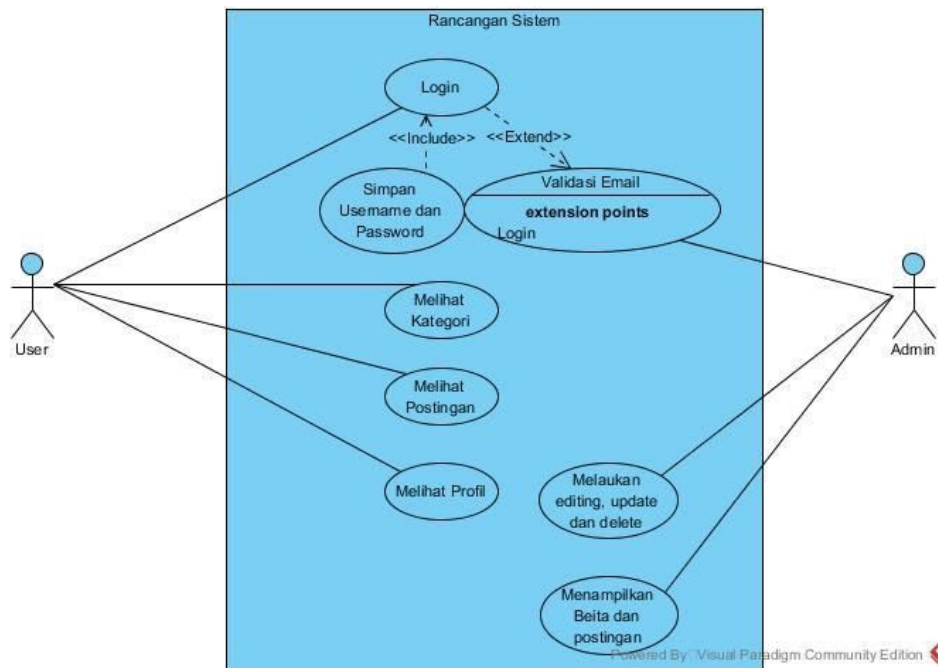 Rancangan Sistem
Login
<<Include>>
<<Extend>>
Simpan
Username dan
Password
Validasi Email
extension points
Login
User
Admin
Melihat
Kategori
Melihat
Postingan
Melihat Profil
Melaukan
editing, update
dan delete
Menampilkan
Beita dan
postingan
Powered By Visual Paradigm Community Edition